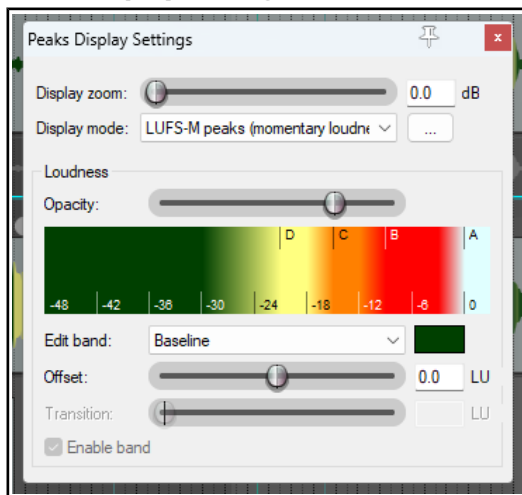 Peaks Display Settings
x
Display zoom: 0.0 dB
Display mode: LUFS-M peaks (momentary loudne ...
Loudness
Opacity:
D C B A
-48 -42 -36 -30 -24 -18 -12 -6 0
Edit band: Baseline
Offset: 0.0 LU
Transition: LU
Enable band